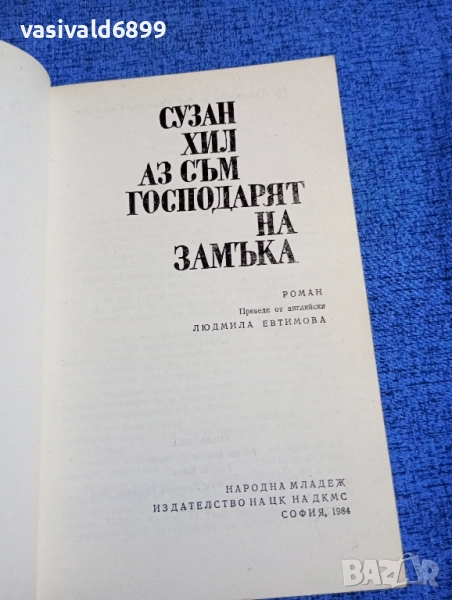 vasivald6899
СУЗАН
ХИЛ
АЗ СЪМ
ГОСПОДАРЯТ
НА
ЗАМЪКА
РОМАН
Преведе от английски
ЛЮДМИЛА ЕВТИМОВА
НАРОДНА МЛАДЕЖ
ИЗДАТЕЛСТВО НА ЦК НА ДКМС
СОФИЯ, 1984
BAZAR